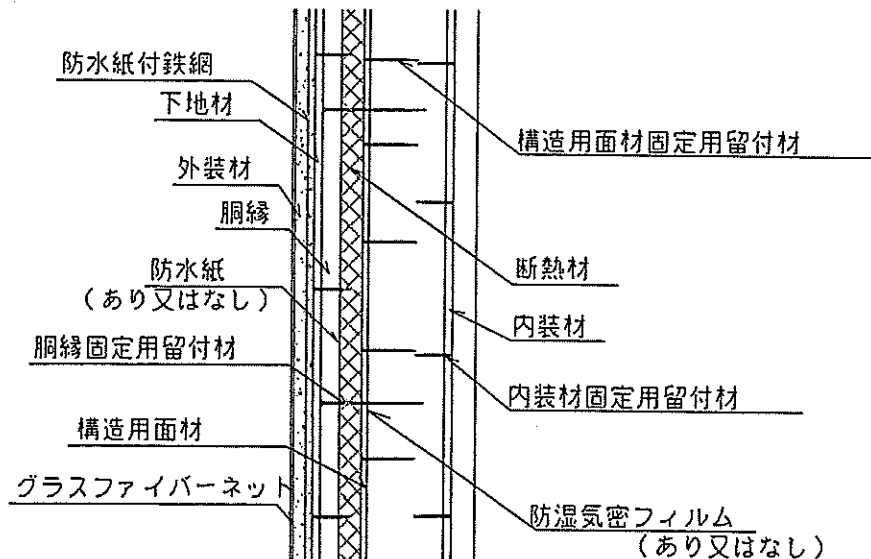 防水紙付鉄網
下地材
外装材
胴縁
防水紙
(あり又はなし)
胴縁固定用留付材
構造用面材
グラスファイバーネット
構造用面材固定用留付材
断熱材
内装材
内装材固定用留付材
防湿気密フィルム
(あり又はなし)